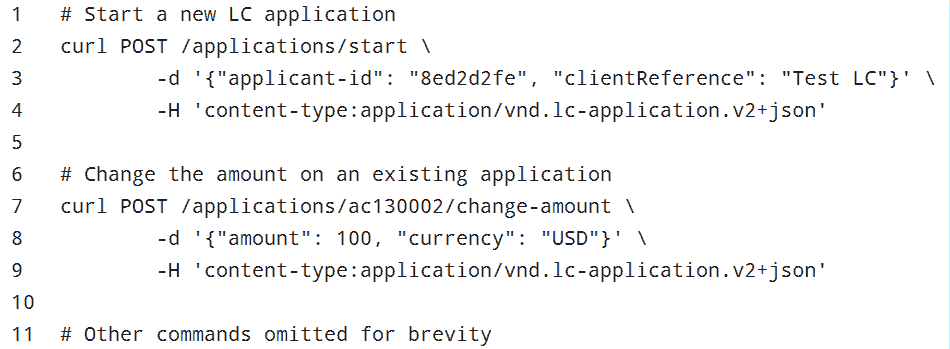 1 # Start a new LC application
2 curl POST /applications/start \
3 -d '{"applicant-id": "8ed2d2fe", "clientReference": "Test LC"}' \
4 -H 'content-type:application/vnd.lc-application.v2+json'
5
6 # Change the amount on an existing application
7 curl POST /applications/ac130002/change-amount \
8 -d '{"amount": 100, "currency": "USD"}' \
9 -H 'content-type:application/vnd.lc-application.v2+json'
10
11 # Other commands omitted for brevity